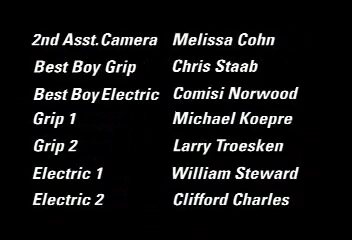 2nd Asst. Camera Melissa Cohn
Best Boy Grip Chris Staab
Best Boy Electric Comisi Norwood
Grip 1 Michael Koepre
Grip 2 Larry Troesken
Electric 1 William Steward
Electric 2 Clifford Charles